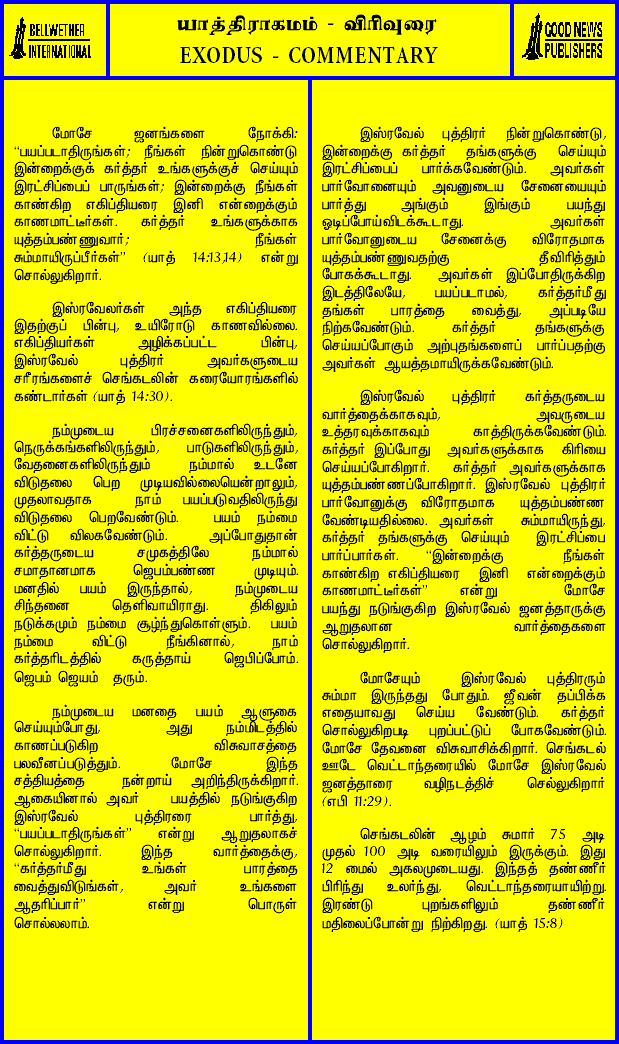 BELLWETHER
INTERNATIONAL
யாத்திராகமம் - விரிவுரை
EXODUS - COMMENTARY
GOOD NEWS
PUBLISHERS
மோசே ஜனங்களை நோக்கி:
“பயப்படாதிருங்கள்; நீங்கள் நின்றுகொண்டு
இன்றைக்குக் கர்த்தர் உங்களுக்குச் செய்யும்
இரட்சிப்பைப் பாருங்கள்; இன்றைக்கு நீங்கள்
காண்கிற எகிப்தியரை இனி என்றைக்கும்
காணமாட்டீர்கள். கர்த்தர் உங்களுக்காக
யுத்தம்பண்ணுவார்; நீங்கள்
சும்மாயிருப்பீர்கள்” (யாத் 14:13,14) என்று
சொல்லுகிறார்.
இஸ்ரவேலர்கள் அந்த எகிப்தியரை
இதற்குப் பின்பு, உயிரோடு காணவில்லை.
எகிப்தியர்கள் அழிக்கப்பட்ட பின்பு,
இஸ்ரவேல் புத்திரர் அவர்களுடைய
சரீரங்களைச் செங்கடலின் கரையோரங்களில்
கண்டார்கள் (யாத் 14:30).
நம்முடைய பிரச்சனைகளிலிருந்தும்,
நெருக்கங்களிலிருந்தும், பாடுகளிலிருந்தும்,
வேதனைகளிலிருந்தும் நம்மால் உடனே
விடுதலை பெற முடியவில்லையென்றாலும்,
முதலாவதாக நாம் பயப்படுவதிலிருந்து
விடுதலை பெறவேண்டும். பயம் நம்மை
விட்டு விலகவேண்டும். அப்போதுதான்
கர்த்தருடைய சமுகத்திலே நம்மால்
சமாதானமாக ஜெபம்பண்ண முடியும்.
மனதில் பயம் இருந்தால், நம்முடைய
சிந்தனை தெளிவாயிராது. திகிலும்
நடுக்கமும் நம்மை சூழ்ந்துகொள்ளும். பயம்
நம்மை விட்டு நீங்கினால், நாம்
கர்த்தரிடத்தில் கருத்தாய் ஜெபிப்போம்.
ஜெபம் ஜெயம் தரும்.
நம்முடைய மனதை பயம் ஆளுகை
செய்யும்போது, அது நம்மிடத்தில்
காணப்படுகிற விசுவாசத்தை
பலவீனப்படுத்தும். மோசே இந்த
சத்தியத்தை நன்றாய் அறிந்திருக்கிறார்.
ஆகையினால் அவர் பயத்தில் நடுங்குகிற
இஸ்ரவேல் புத்திரரை பார்த்து,
“பயப்படாதிருங்கள்” என்று ஆறுதலாகச்
சொல்லுகிறார். இந்த வார்த்தைக்கு,
“கர்த்தர்மீது உங்கள் பாரத்தை
வைத்துவிடுங்கள், அவர் உங்களை
ஆதரிப்பார்” என்று பொருள்
சொல்லலாம்.
இஸ்ரவேல் புத்திரர் நின்றுகொண்டு,
இன்றைக்கு கர்த்தர் தங்களுக்கு செய்யும்
இரட்சிப்பைப் பார்க்கவேண்டும். அவர்கள்
பார்வோனையும் அவனுடைய சேனையையும்
பார்த்து அங்கும் இங்கும் பயந்து
ஓடிப்போய்விடக்கூடாது. அவர்கள்
பார்வோனுடைய சேனைக்கு விரோதமாக
யுத்தம்பண்ணுவதற்கு தீவிரித்தும்
போகக்கூடாது. அவர்கள் இப்போதிருக்கிற
இடத்திலேயே, பயப்படாமல், கர்த்தர்மீது
தங்கள் பாரத்தை வைத்து, அப்படியே
நிற்கவேண்டும். கர்த்தர் தங்களுக்கு
செய்யப்போகும் அற்புதங்களைப் பார்ப்பதற்கு
அவர்கள் ஆயத்தமாயிருக்கவேண்டும்.
இஸ்ரவேல் புத்திரர் கர்த்தருடைய
வார்த்தைக்காகவும், அவருடைய
உத்தரவுக்காகவும் காத்திருக்கவேண்டும்.
கர்த்தர் இப்போது அவர்களுக்காக கிரியை
செய்யப்போகிறார். கர்த்தர் அவர்களுக்காக
யுத்தம்பண்ணப்போகிறார். இஸ்ரவேல் புத்திரர்
பார்வோனுக்கு விரோதமாக யுத்தம்பண்ண
வேண்டியதில்லை. அவர்கள் சும்மாயிருந்து,
கர்த்தர் தங்களுக்கு செய்யும் இரட்சிப்பை
பார்ப்பார்கள். “இன்றைக்கு நீங்கள்
காண்கிற எகிப்தியரை இனி என்றைக்கும்
காணமாட்டீர்கள்” என்று மோசே
பயந்து நடுங்குகிற இஸ்ரவேல் ஜனத்தாருக்கு
ஆறுதலான வார்த்தைகளை
சொல்லுகிறார்.
மோசேயும் இஸ்ரவேல் புத்திரரும்
சும்மா இருந்தது போதும். ஜீவன் தப்பிக்க
எதையாவது செய்ய வேண்டும். கர்த்தர்
சொல்லுகிறபடி புறப்பட்டுப் போகவேண்டும்.
மோசே தேவனை விசுவாசிக்கிறார். செங்கடல்
ஊடே வெட்டாந்தரையில் மோசே இஸ்ரவேல்
ஜனத்தாரை வழிநடத்திச் செல்லுகிறார்
(எபி 11:29).
செங்கடலின் ஆழம் சுமார் 75 அடி
முதல் 100 அடி வரையிலும் இருக்கும். இது
12 மைல் அகலமுடையது. இந்தத் தண்ணீர்
பிரிந்து உலர்ந்து, வெட்டாந்தரையாயிற்று.
இரண்டு புறங்களிலும் தண்ணீர்
மதிலைப்போன்று நிற்கிறது. (யாத் 15:8)